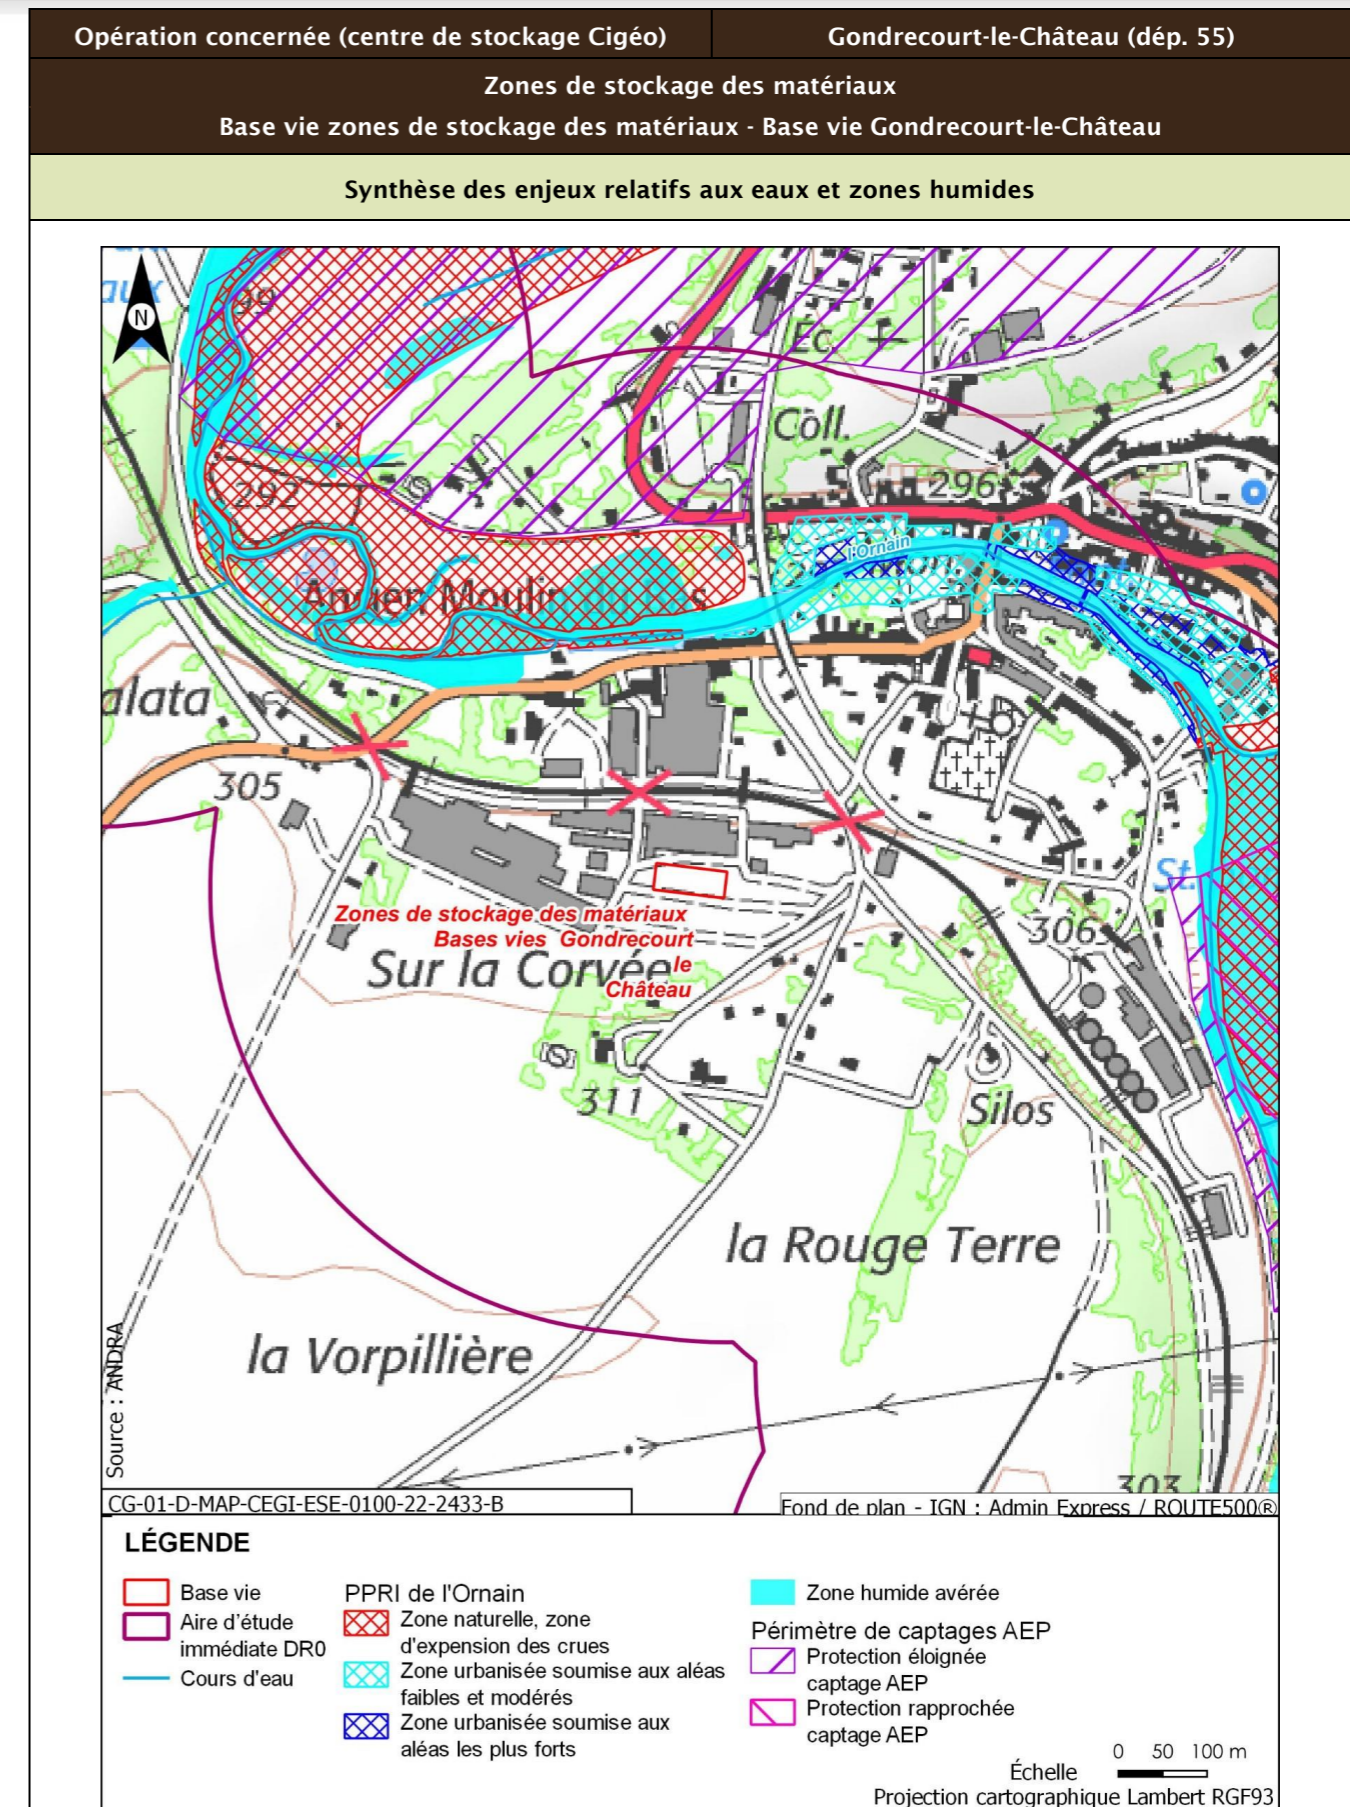 Opération concernée (centre de stockage Cigéo)
Gondrecourt-le-Château (dép. 55)
Zones de stockage des matériaux
Base vie zones de stockage des matériaux - Base vie Gondrecourt-le-Château
Synthèse des enjeux relatifs aux eaux et zones humides
aux
N
299
Éc.
Coll.
292
296
l'Ornain
Ancien Moulin
alata
305
St.
306
Zones de stockage des matériaux
Bases vies Gondrecourt
le
Château
Sur la Corvée
311
Silos
la Rouge Terre
la Vorpillière
303
Source : ANDRA
CG-01-D-MAP-CEGI-ESE-0100-22-2433-B
Fond de plan - IGN : Admin Express / ROUTE500®
LÉGENDE
Base vie
Aire d'étude
immédiate DR0
Cours d'eau
PPRI de l'Ornain
Zone naturelle, zone
d'expension des crues
Zone urbanisée soumise aux aléas
faibles et modérés
Zone urbanisée soumise aux
aléas les plus forts
Zone humide avérée
Périmètre de captages AEP
Protection éloignée
captage AEP
Protection rapprochée
captage AEP
0 50 100 m
Échelle
Projection cartographique Lambert RGF93